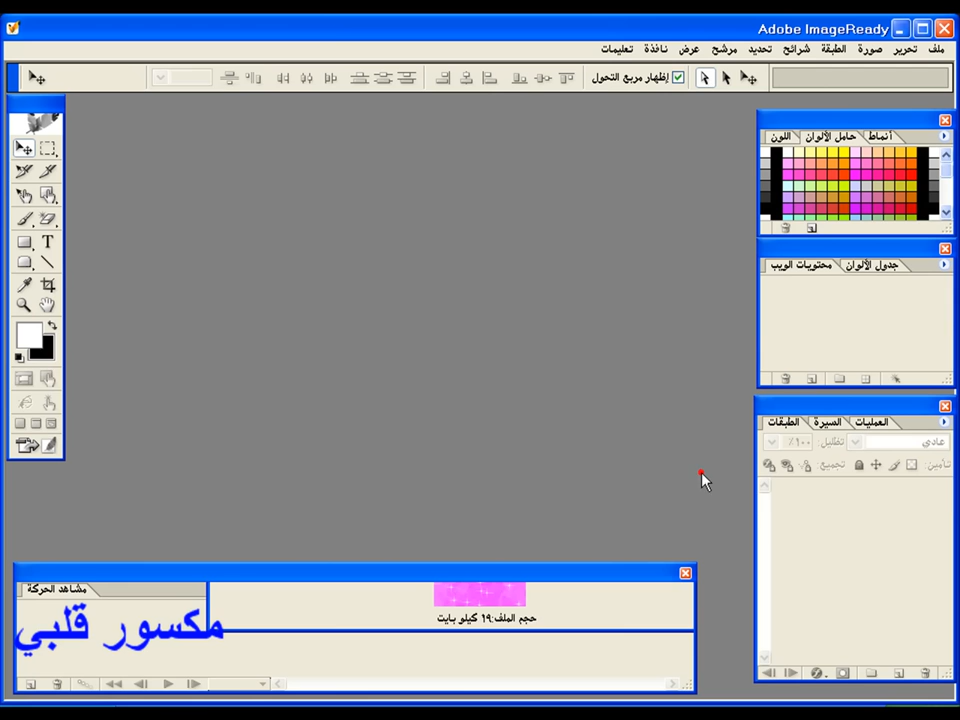 Adobe ImageReady
ملف تحرير صورة الطبقة شرائح تحديد مرشح عرض نافذة تعليمات
إظهار مربع التحول
اللون حامل الألوان أنماط
محتويات الويب جدول الألوان
الطبقات السيرة العمليات
عادي تظليل: ١٠٠٪
تأمين: تجميع:
مشاهد الحركة
حجم الملف:١٩ كيلو بايت
مكسور قلبي